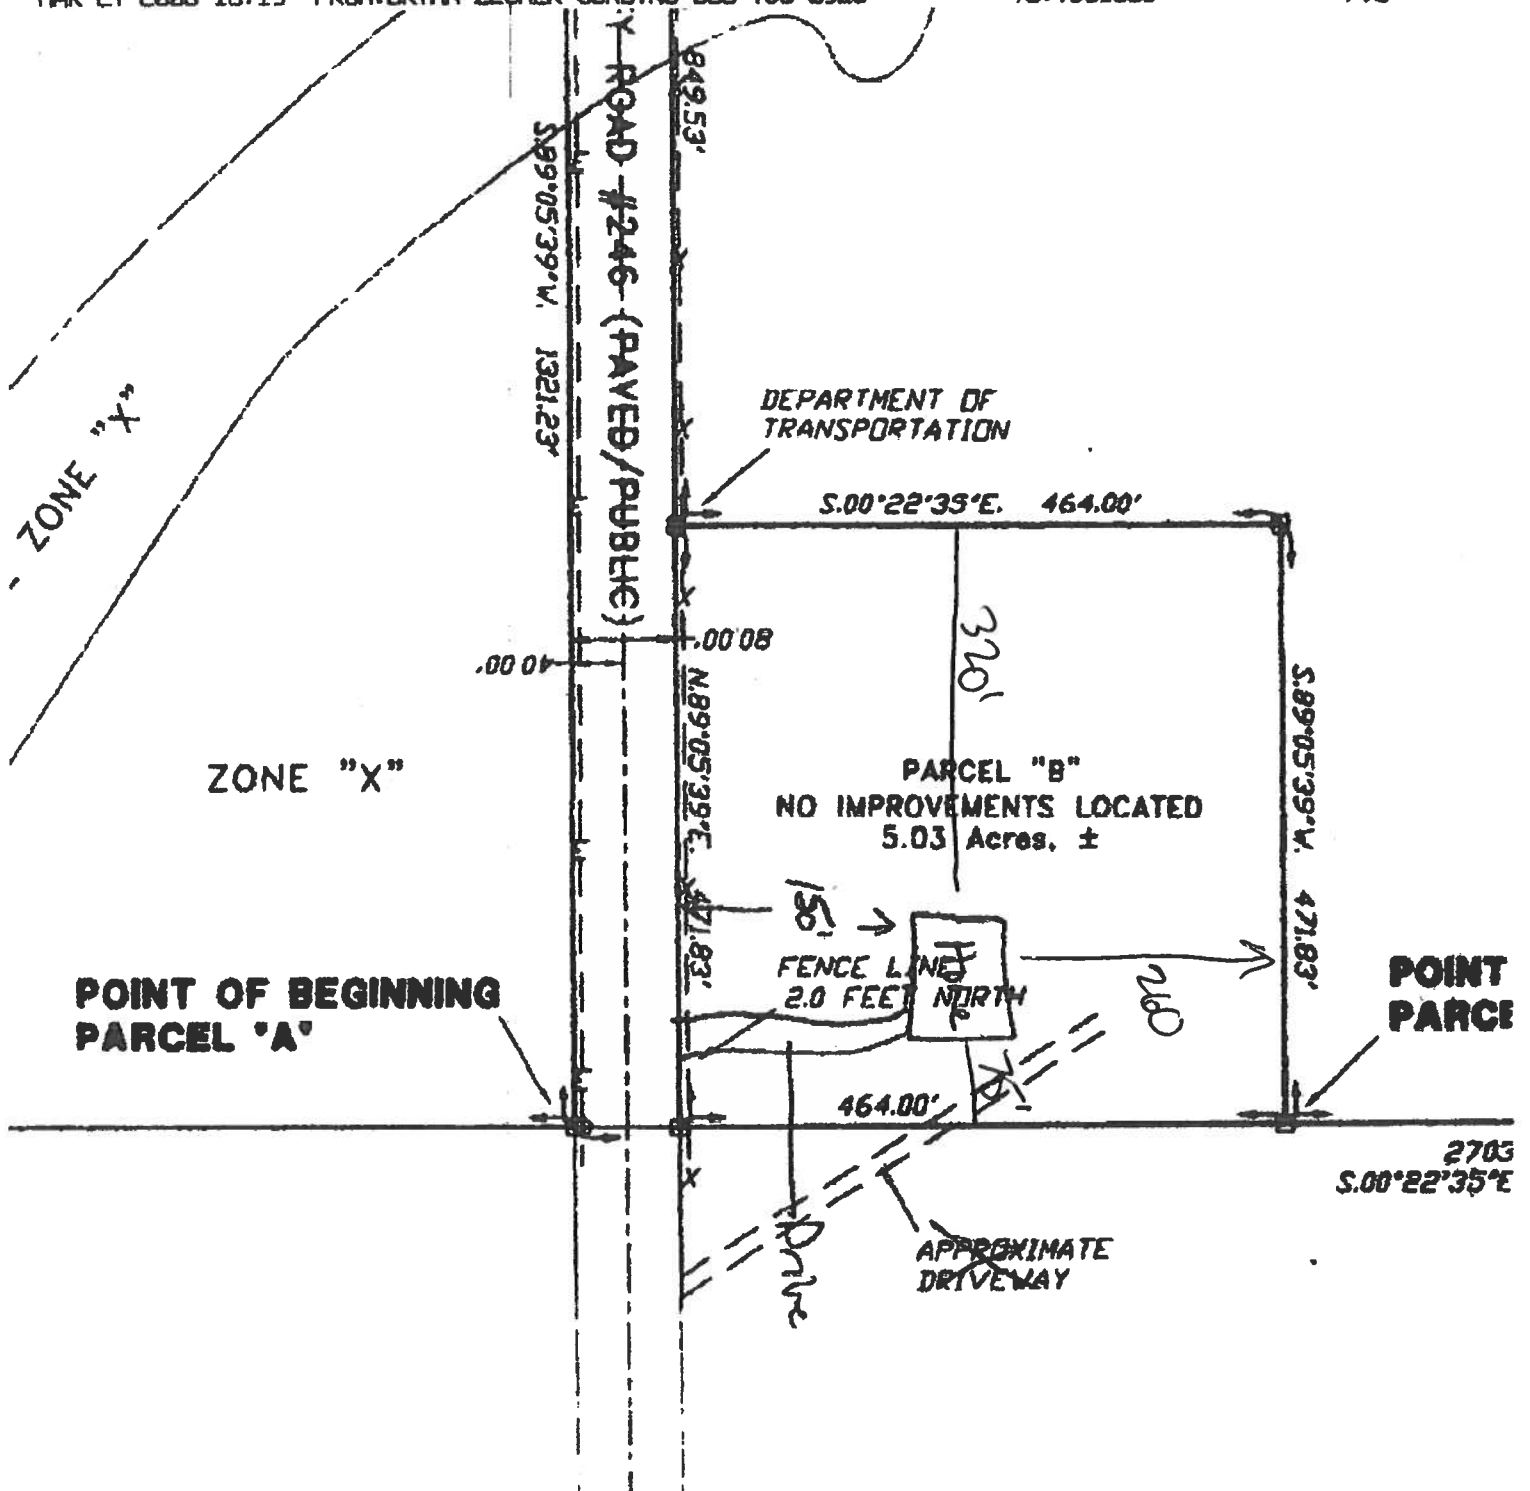 Y ROAD #246 (PAVED/PUBLIC)
849.53'
S.89°05'39"W. 1321.23'
ZONE "X"
DEPARTMENT OF
TRANSPORTATION
S.00°22'35"E. 464.00'
80.00'
40.00'
320'
N.89°05'39"E. 471.83'
S.89°05'39"W. 471.83'
ZONE "X"
PARCEL "B"
NO IMPROVEMENTS LOCATED
5.03 Acres, ±
150'
FENCE LINE
2.0 FEET NORTH
260
POINT OF BEGINNING
PARCEL "A"
POINT
PARCE
464.00'
2703
S.00°22'35"E
Drive
APPROXIMATE
DRIVEWAY